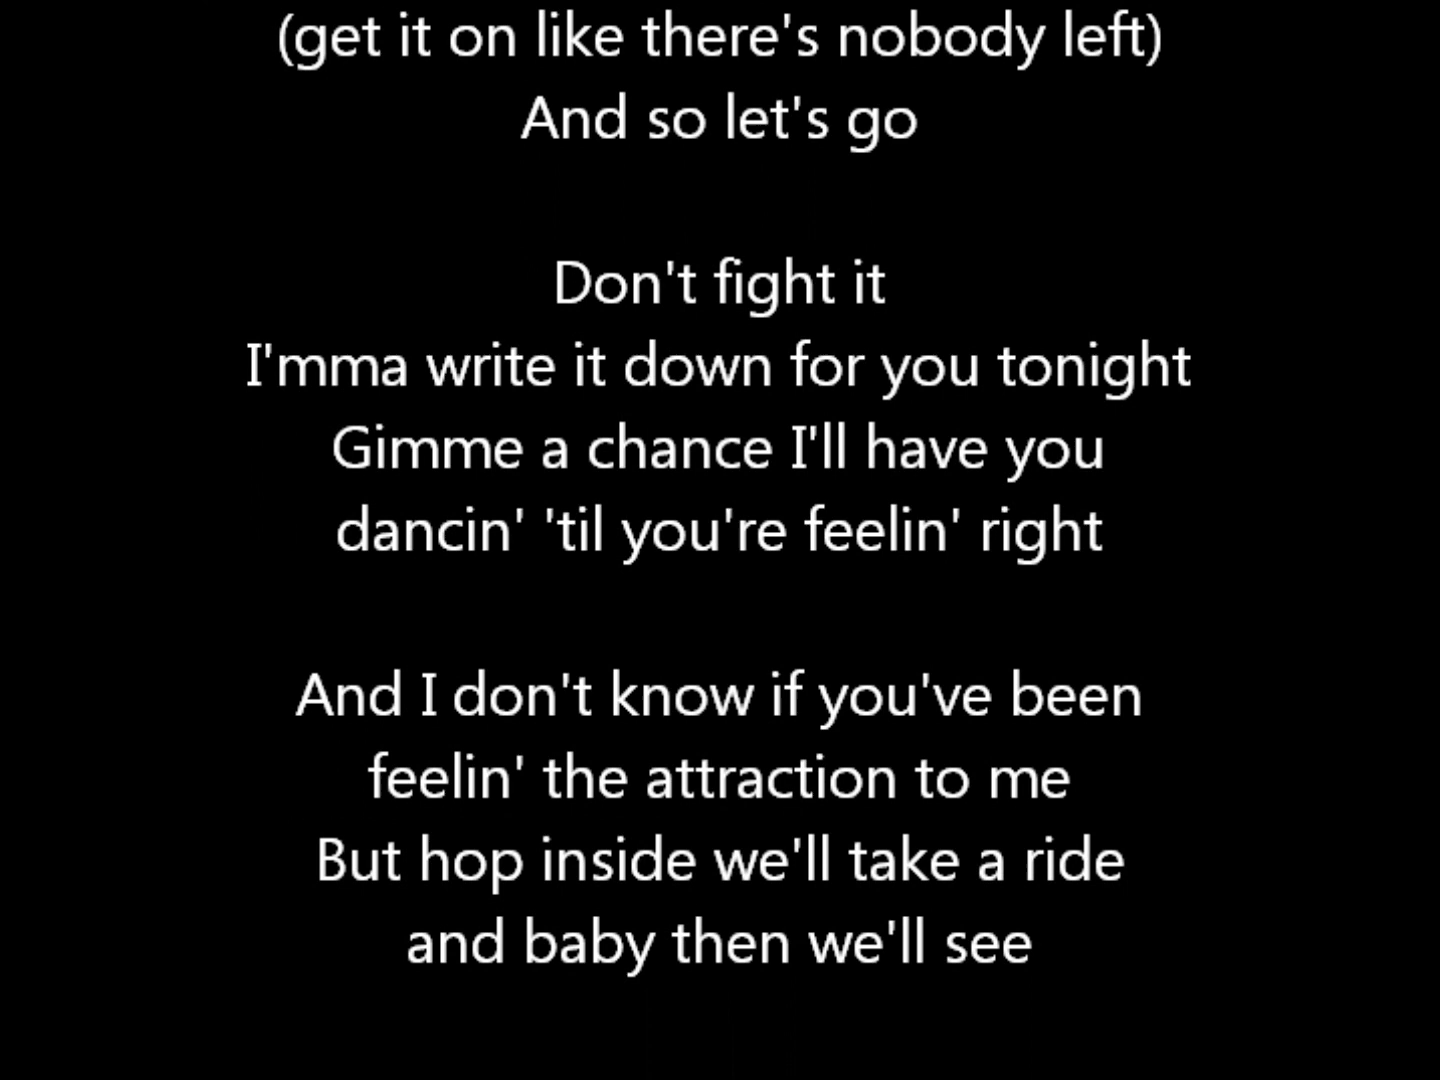 (get it on like there's nobody left)
And so let's go
Don't fight it
I'mma write it down for you tonight
Gimme a chance I'll have you
dancin' 'til you're feelin' right
And I don't know if you've been
feelin' the attraction to me
But hop inside we'll take a ride
and baby then we'll see